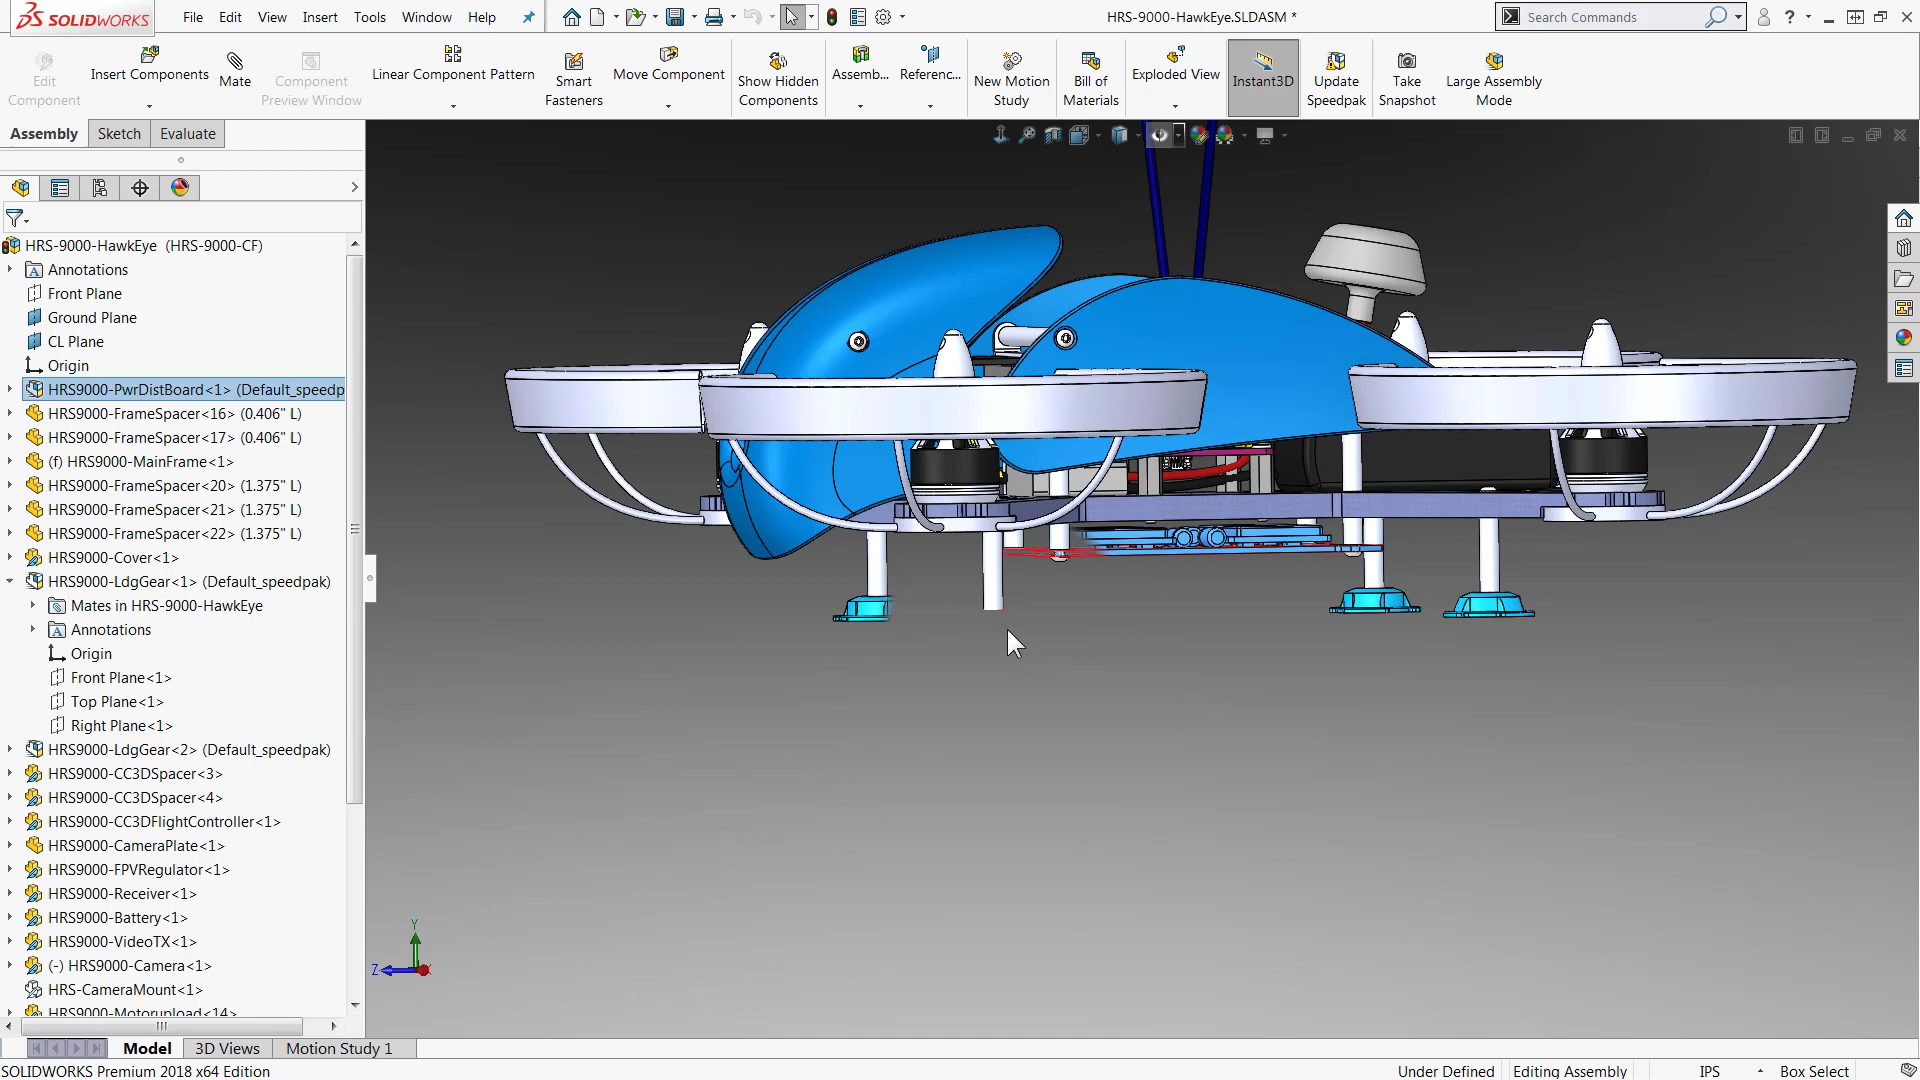 SOLIDWORKS
File Edit View Insert Tools Window Help
HRS-9000-HawkEye.SLDASM *
Search Commands
?
Edit Component
Insert Components
Mate
Component Preview Window
Linear Component Pattern
Smart Fasteners
Move Component
Show Hidden Components
Assemb...
Referenc...
New Motion Study
Bill of Materials
Exploded View
Instant3D
Update Speedpak
Take Snapshot
Large Assembly Mode
Assembly Sketch Evaluate
HRS-9000-HawkEye (HRS-9000-CF)
Annotations
Front Plane
Ground Plane
CL Plane
Origin
HRS9000-PwrDistBoard<1> (Default_speedp
HRS9000-FrameSpacer<16> (0.406" L)
HRS9000-FrameSpacer<17> (0.406" L)
(f) HRS9000-MainFrame<1>
HRS9000-FrameSpacer<20> (1.375" L)
HRS9000-FrameSpacer<21> (1.375" L)
HRS9000-FrameSpacer<22> (1.375" L)
HRS9000-Cover<1>
HRS9000-LdgGear<1> (Default_speedpak)
Mates in HRS-9000-HawkEye
Annotations
Origin
Front Plane<1>
Top Plane<1>
Right Plane<1>
HRS9000-LdgGear<2> (Default_speedpak)
HRS9000-CC3DSpacer<3>
HRS9000-CC3DSpacer<4>
HRS9000-CC3DFlightController<1>
HRS9000-CameraPlate<1>
HRS9000-FPVRegulator<1>
HRS9000-Receiver<1>
HRS9000-Battery<1>
HRS9000-VideoTX<1>
(-) HRS9000-Camera<1>
HRS-CameraMount<1>
HRS9000-Motorupload<14>
Y
Z
Model 3D Views Motion Study 1
SOLIDWORKS Premium 2018 x64 Edition
Under Defined Editing Assembly IPS Box Select